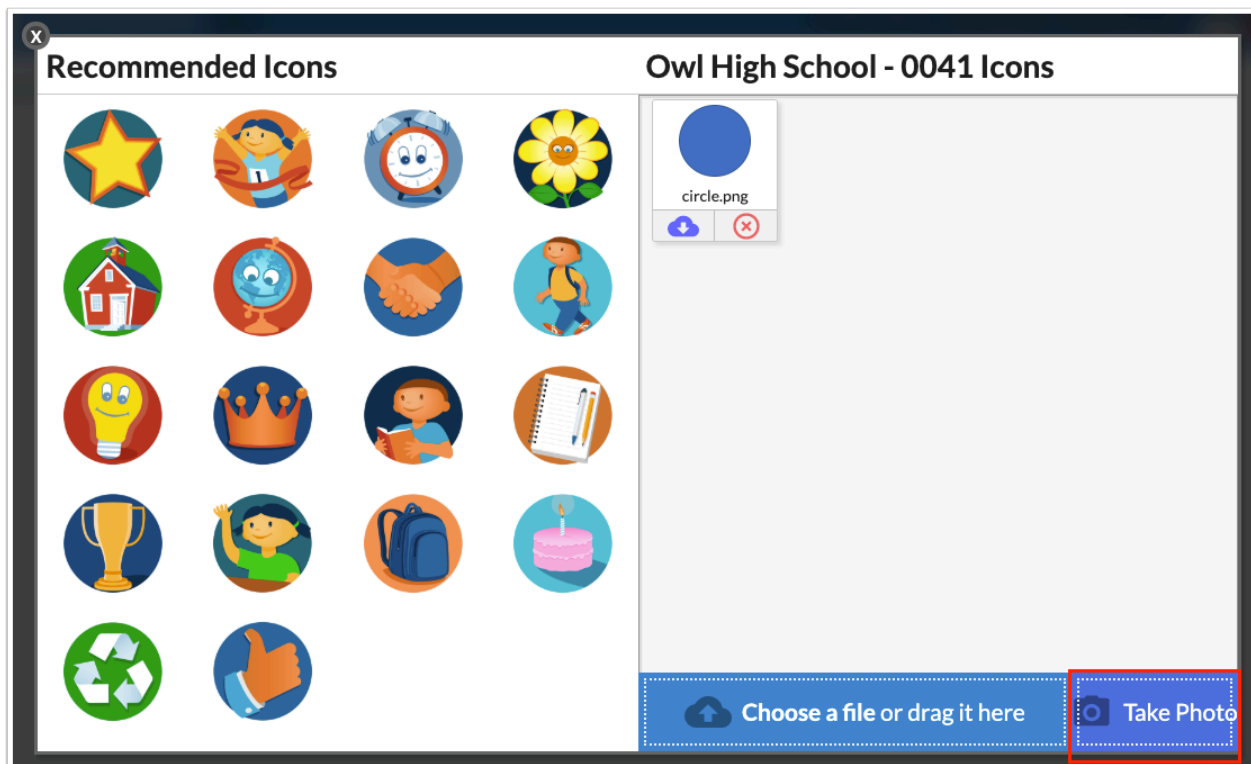 X
Recommended Icons
Owl High School - 0041 Icons
1
circle.png
Choose a file or drag it here
Take Photo